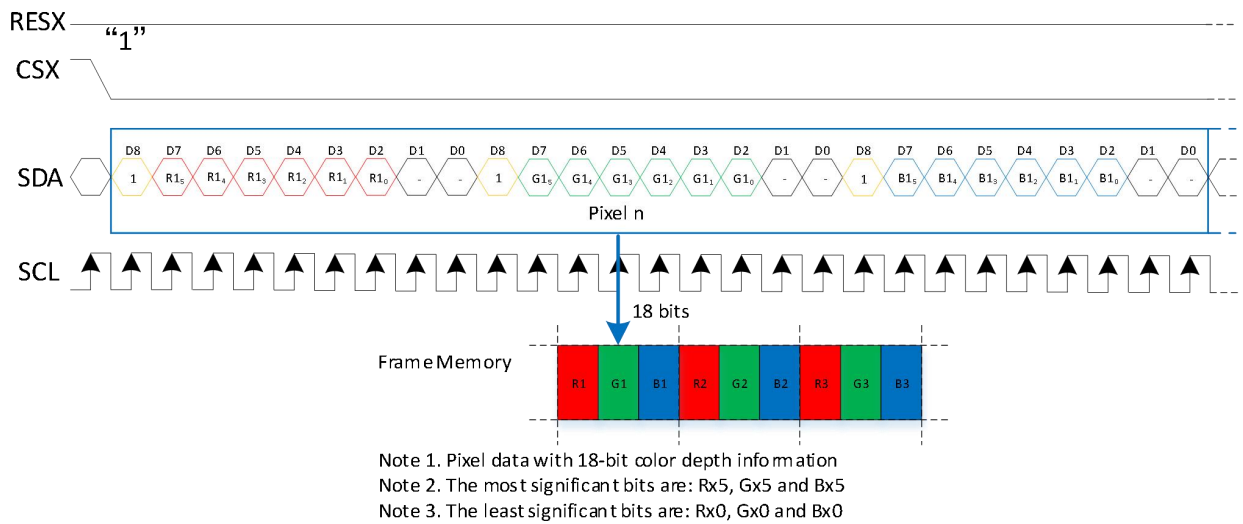 RESX
“1”
CSX
D8 D7 D6 D5 D4 D3 D2 D1 D0 D8 D7 D6 D5 D4 D3 D2 D1 D0 D8 D7 D6 D5 D4 D3 D2 D1 D0
SDA 1 R1₅ R1₄ R1₃ R1₂ R1₁ R1₀ - - 1 G1₅ G1₄ G1₃ G1₂ G1₁ G1₀ - - 1 B1₅ B1₄ B1₃ B1₂ B1₁ B1₀ - -
Pixel n
SCL
18 bits
Frame Memory
R1 G1 B1 R2 G2 B2 R3 G3 B3
Note 1. Pixel data with 18-bit color depth information
Note 2. The most significant bits are: Rx5, Gx5 and Bx5
Note 3. The least significant bits are: Rx0, Gx0 and Bx0